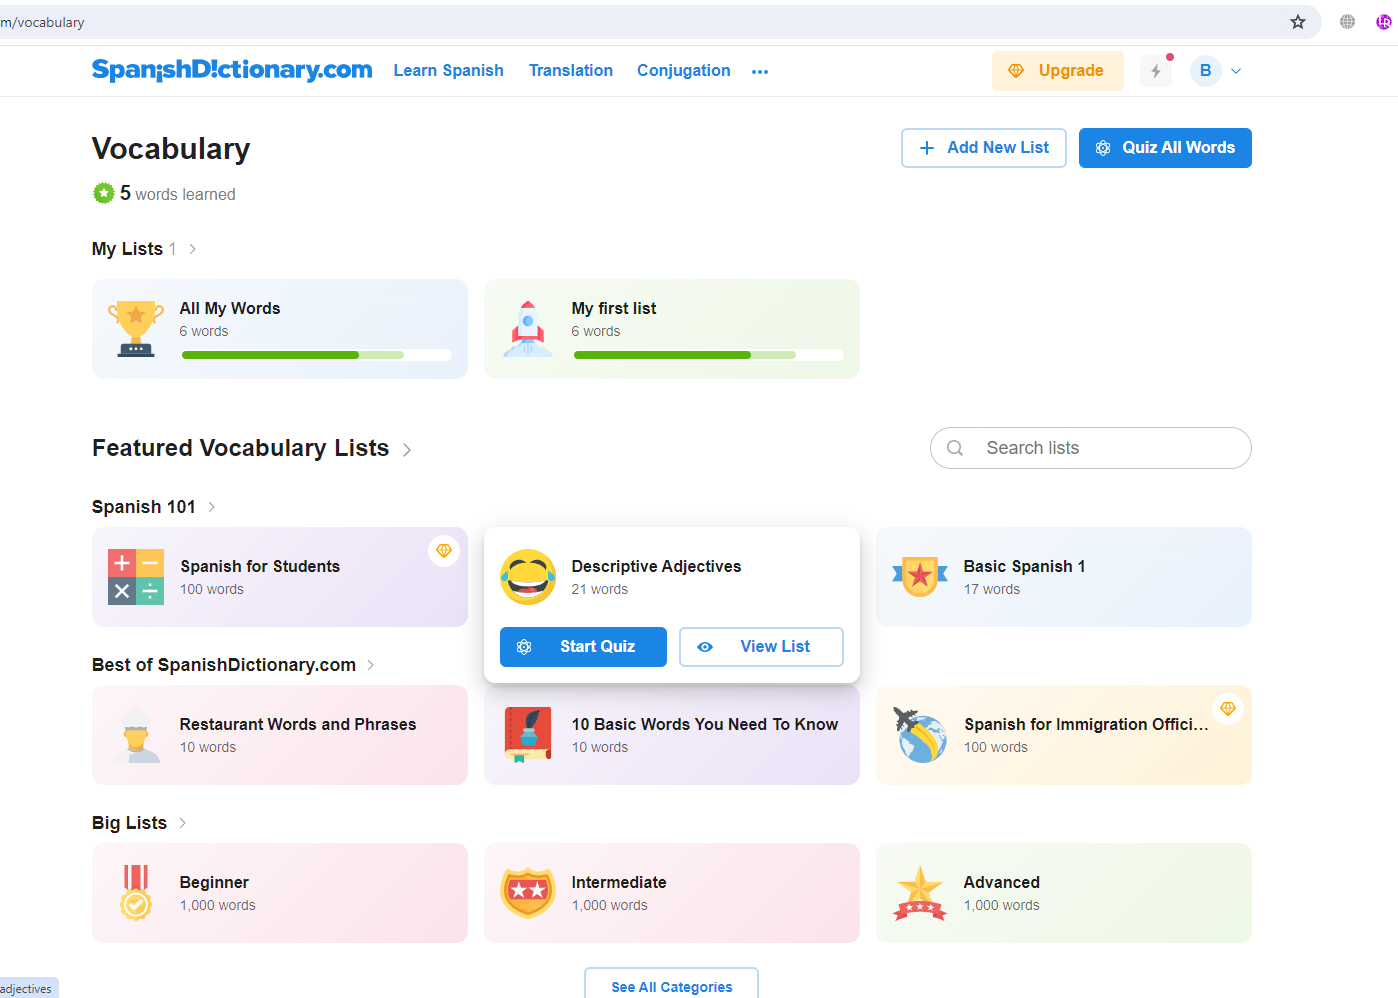 m/vocabulary
SpanishD!ctionary.com Learn Spanish Translation Conjugation ••• Upgrade B
Vocabulary
+ Add New List Quiz All Words
5 words learned
My Lists 1 >
All My Words
6 words
My first list
6 words
Featured Vocabulary Lists >
Search lists
Spanish 101 >
Spanish for Students
100 words
Descriptive Adjectives
21 words
Start Quiz View List
Basic Spanish 1
17 words
Best of SpanishDictionary.com >
Restaurant Words and Phrases
10 words
10 Basic Words You Need To Know
10 words
Spanish for Immigration Offici...
100 words
Big Lists >
Beginner
1,000 words
Intermediate
1,000 words
Advanced
1,000 words
See All Categories
adjectives